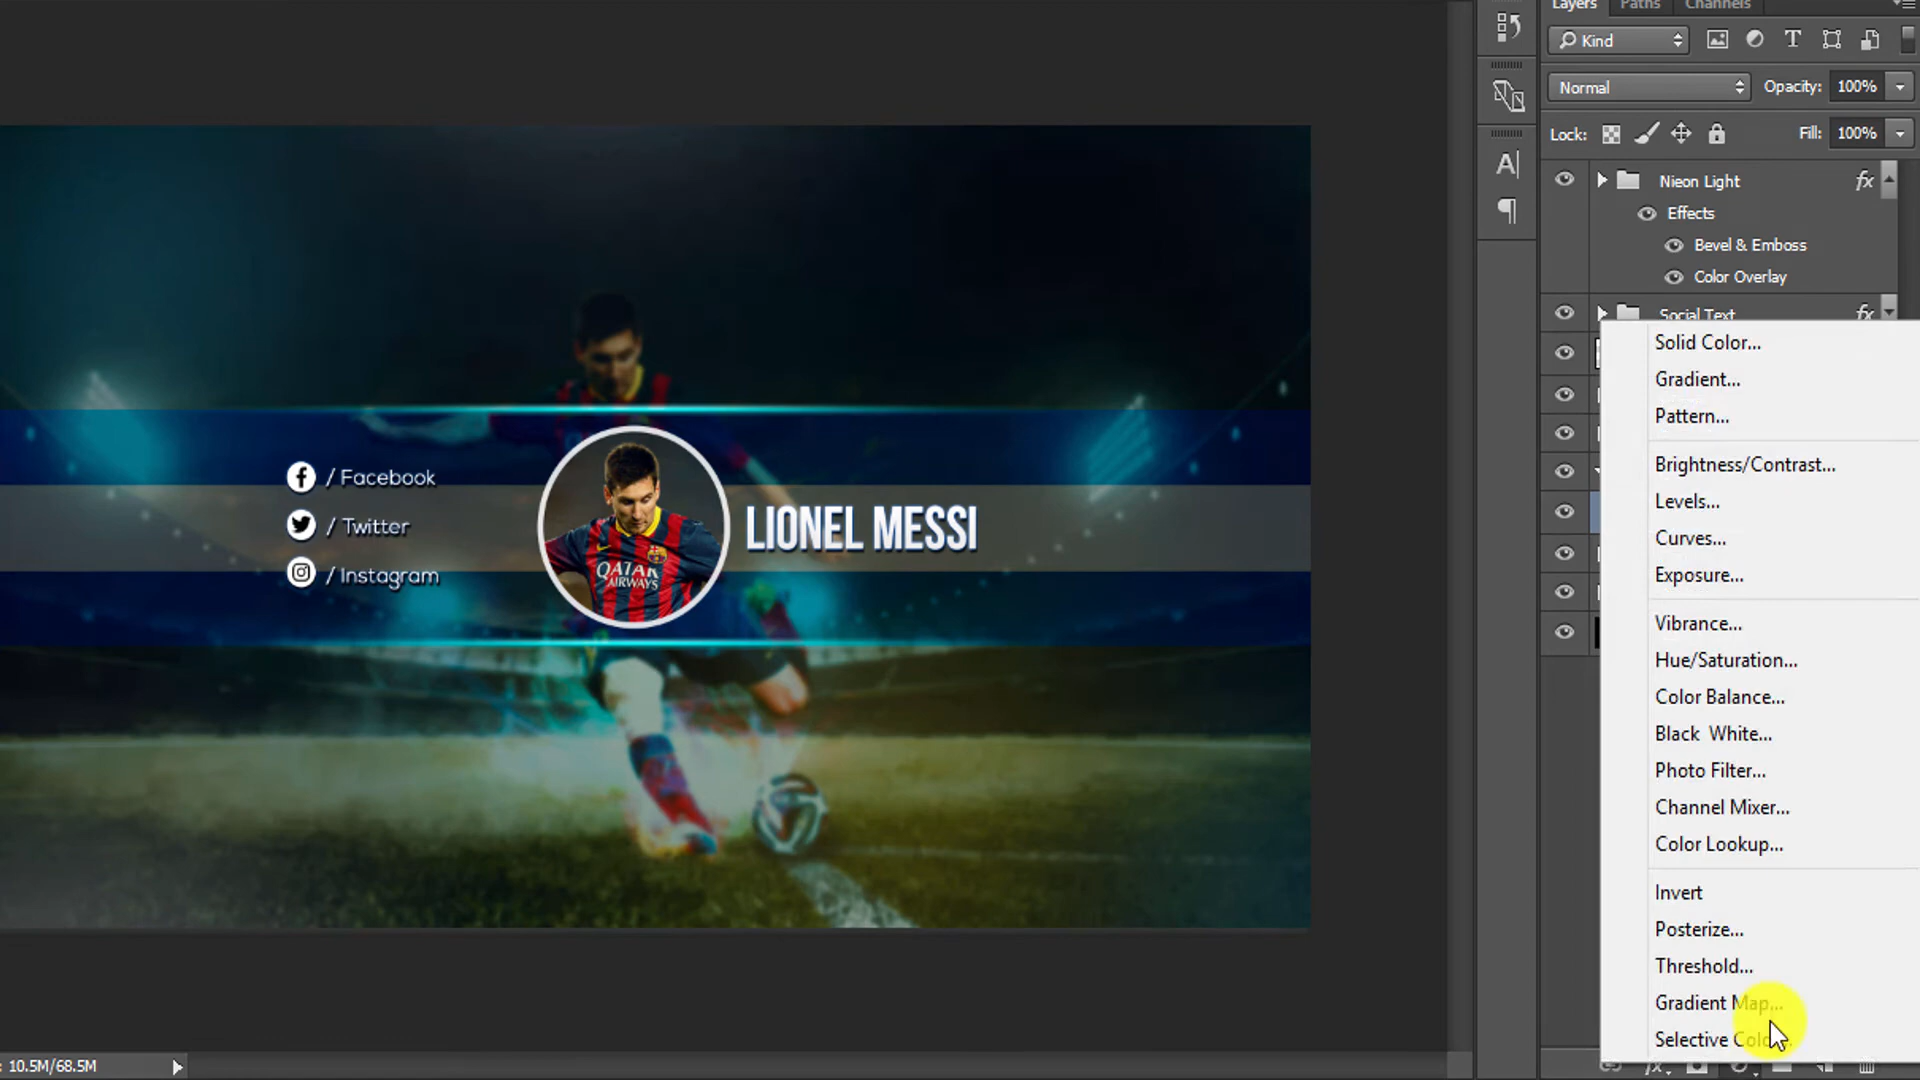 Layers Paths Channels
Kind
Normal Opacity: 100%
Lock: Fill: 100%
Nieon Light fx
Effects
Bevel & Emboss
Color Overlay
Social Text fx
Solid Color...
Gradient...
Pattern...
Brightness/Contrast...
Levels...
Curves...
Exposure...
Vibrance...
Hue/Saturation...
Color Balance...
Black  White...
Photo Filter...
Channel Mixer...
Color Lookup...
Invert
Posterize...
Threshold...
Gradient Map...
Selective Color...
/ Facebook
/ Twitter
/ Instagram
QATAR
AIRWAYS
LIONEL MESSI
: 10.5M/68.5M